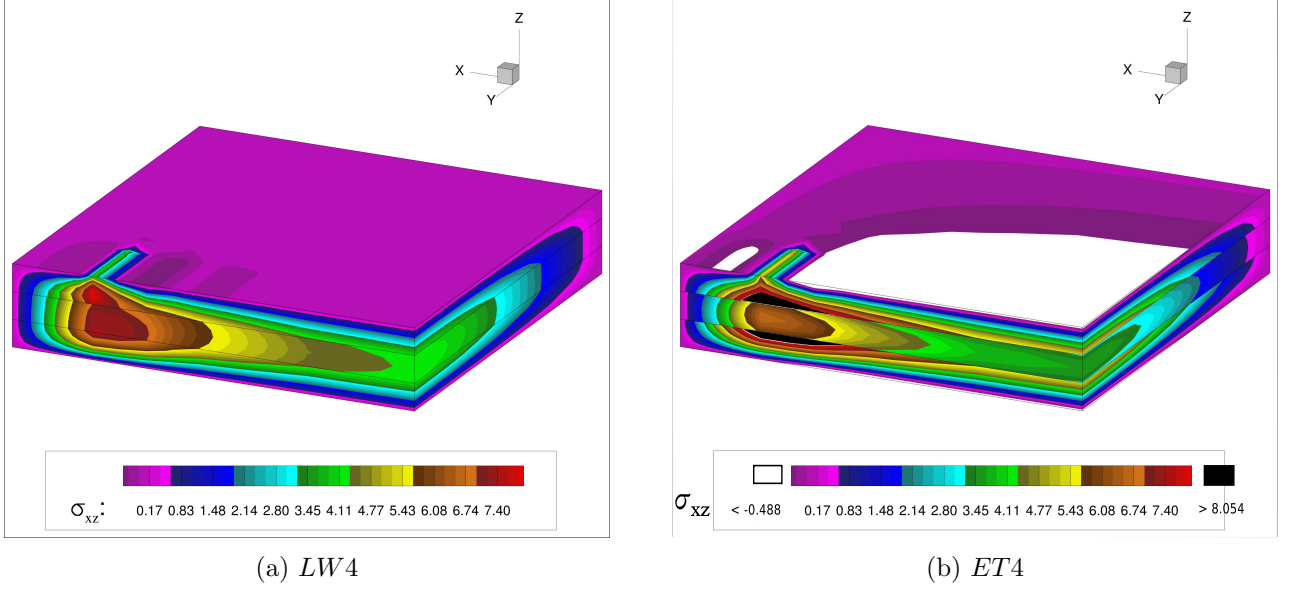 Z
X
Y
Z
X
Y
σxz:
0.17 0.83 1.48 2.14 2.80 3.45 4.11 4.77 5.43 6.08 6.74 7.40
σxz
< -0.488
0.17 0.83 1.48 2.14 2.80 3.45 4.11 4.77 5.43 6.08 6.74 7.40
> 8.054
(a) LW4
(b) ET4